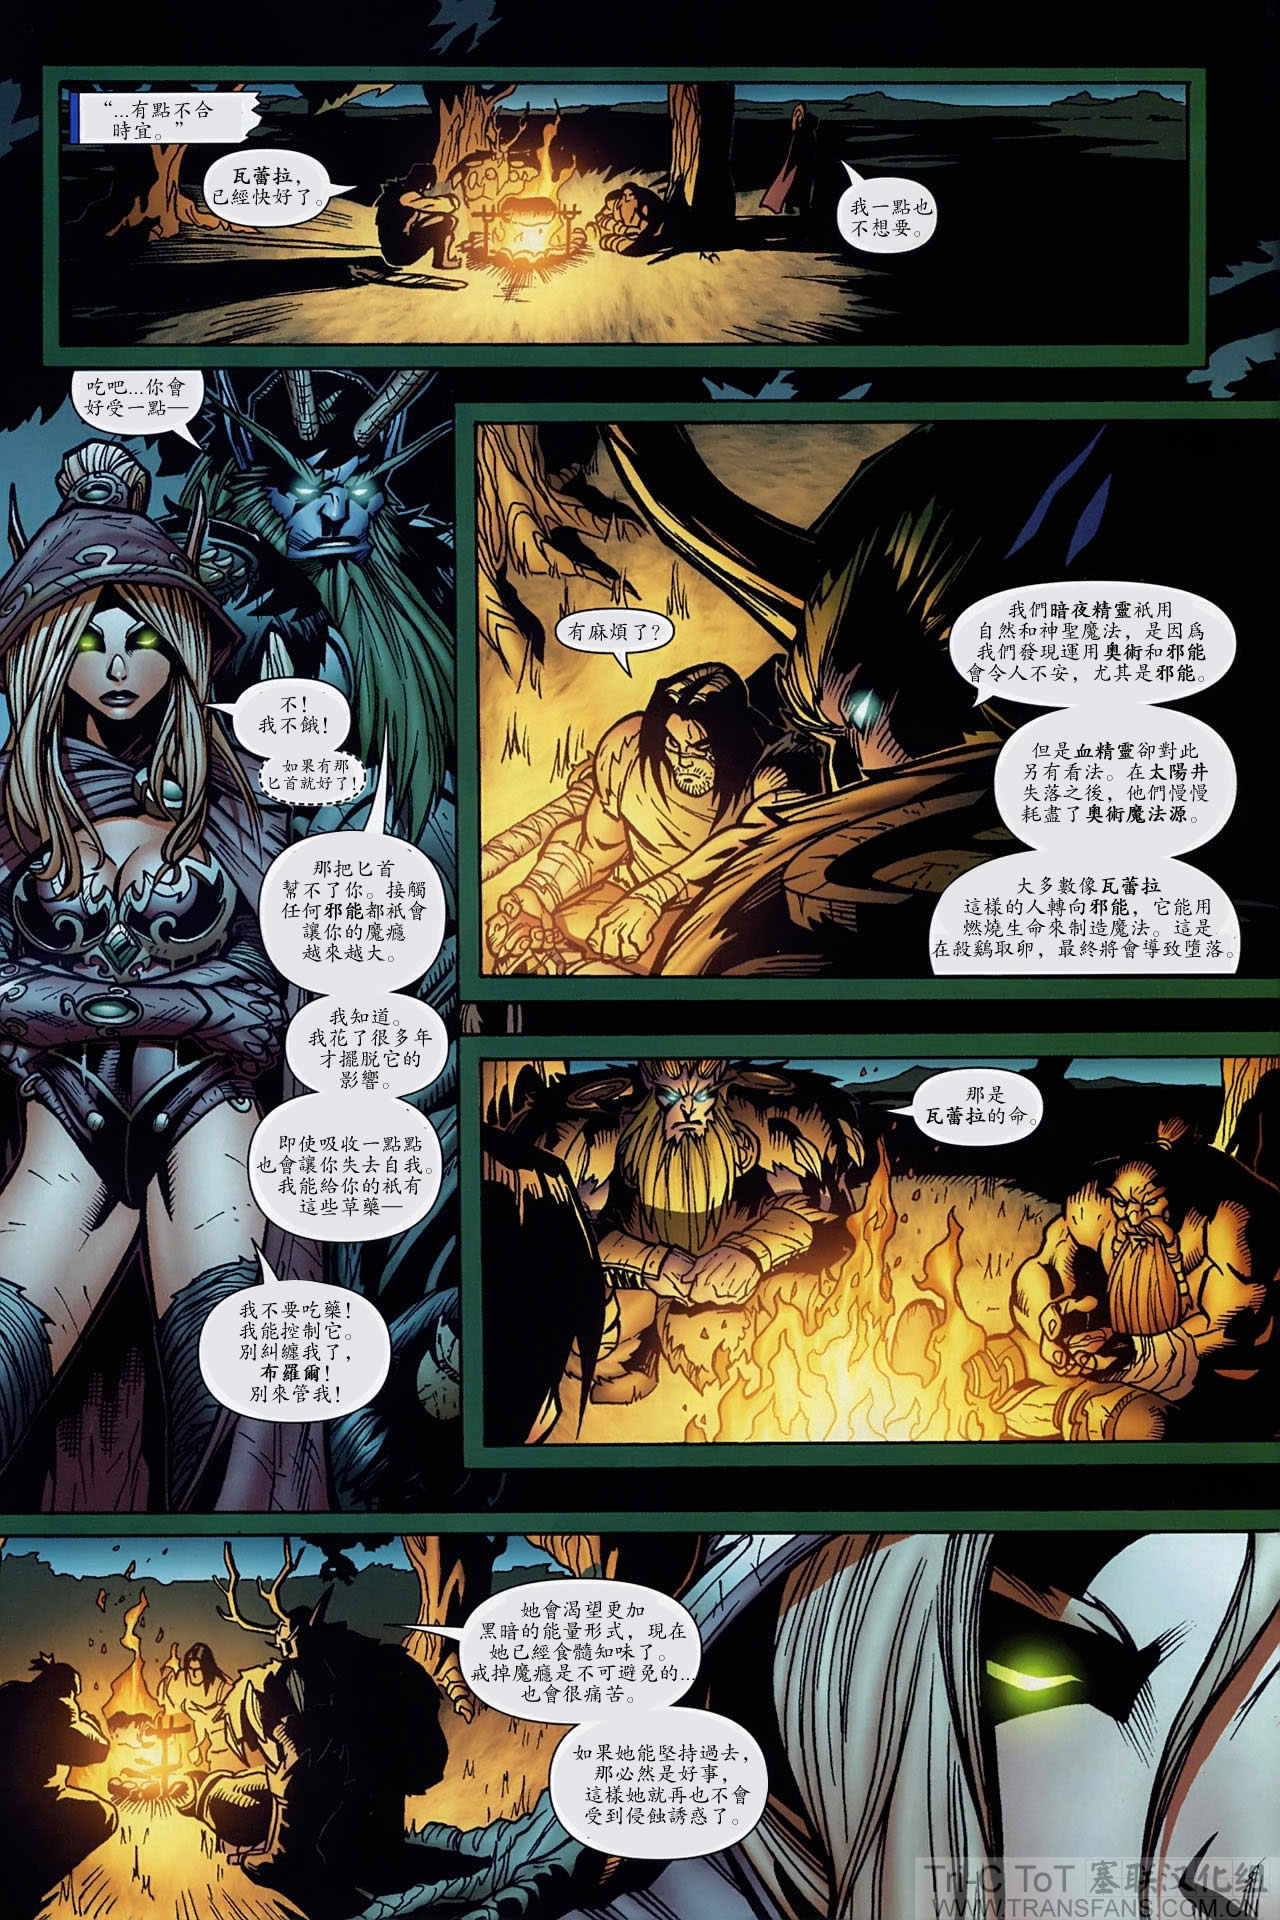 “…有點不合
時宜。”
瓦蕾拉，
已經快好了。
我一點也
不想要。
吃吧…你會
好受一點—
不！
我不餓！
如果有那
匕首就好了！
那把匕首
幫不了你。接觸
任何邪能都衹會
讓你的魔癮
越來越大。
我知道。
我花了很多年
才擺脫它的
影響。
即使吸收一點點
也會讓你失去自我。
我能給你的衹有
這些草藥—
我不要吃藥！
我能控制它。
別糾纏我了，
布羅爾！
別來管我！
有麻煩了？
我們暗夜精靈衹用
自然和神聖魔法，是因爲
我們發現運用奧術和邪能
會令人不安，尤其是邪能。
但是血精靈卻對此
另有看法。在太陽井
失落之後，他們慢慢
耗盡了奧術魔法源。
大多數像瓦蕾拉
這樣的人轉向邪能，它能用
燃燒生命來制造魔法。這是
在殺鷄取卵，最終將會導致墮落。
那是
瓦蕾拉的命。
她會渴望更加
黑暗的能量形式，現在
她已經食髓知味了。
戒掉魔癮是不可避免的…
也會很痛苦。
如果她能堅持過去，
那必然是好事，
這樣她就再也不會
受到侵蝕誘惑了。
Tri-C ToT 塞联汉化组
WWW.TRANSFANS.COM.CN